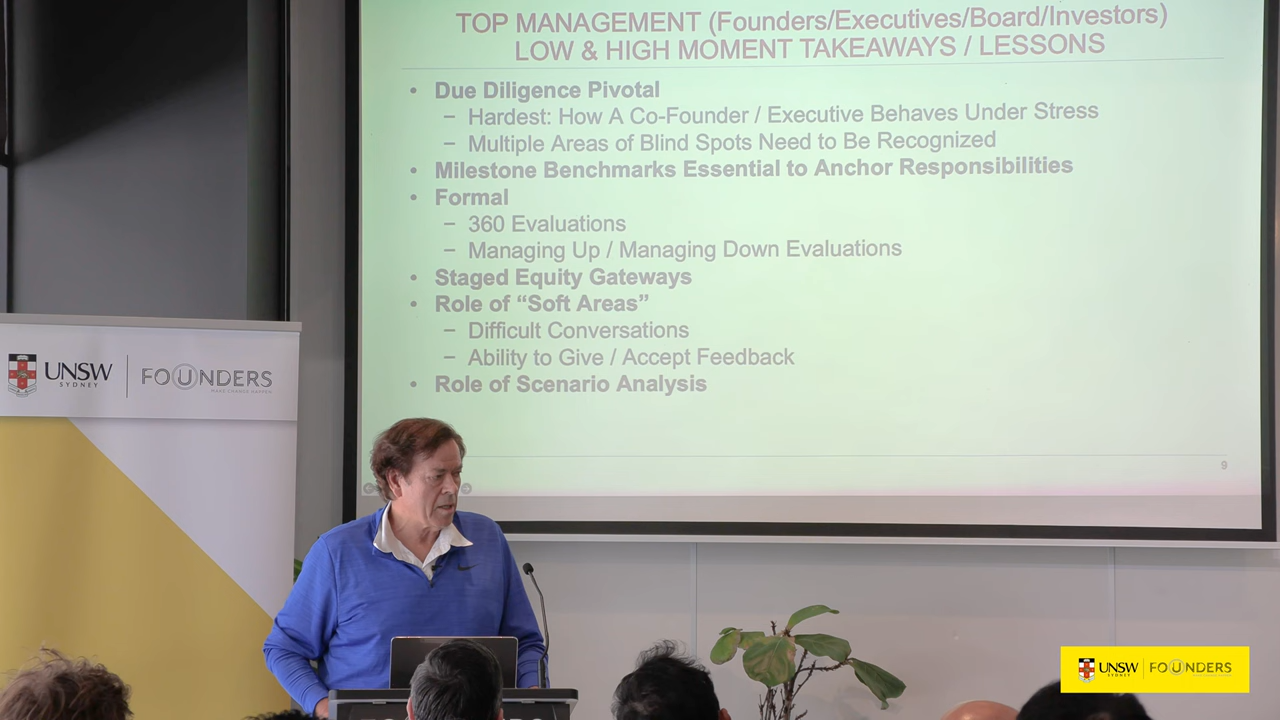 TOP MANAGEMENT (Founders/Executives/Board/Investors)
LOW & HIGH MOMENT TAKEAWAYS / LESSONS
• Due Diligence Pivotal
– Hardest: How A Co-Founder / Executive Behaves Under Stress
– Multiple Areas of Blind Spots Need to Be Recognized
• Milestone Benchmarks Essential to Anchor Responsibilities
• Formal
– 360 Evaluations
– Managing Up / Managing Down Evaluations
• Staged Equity Gateways
• Role of “Soft Areas”
– Difficult Conversations
– Ability to Give / Accept Feedback
• Role of Scenario Analysis
9
UNSW
SYDNEY
FOUNDERS
MAKE CHANGE HAPPEN
UNSW
SYDNEY
FOUNDERS